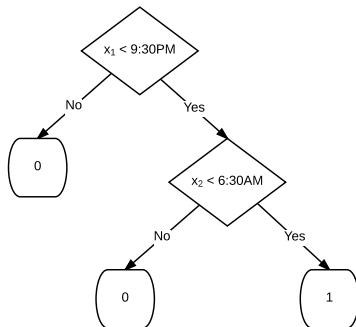 x₁ < 9:30PM
No
Yes
0
x₂ < 6:30AM
No
Yes
0
1